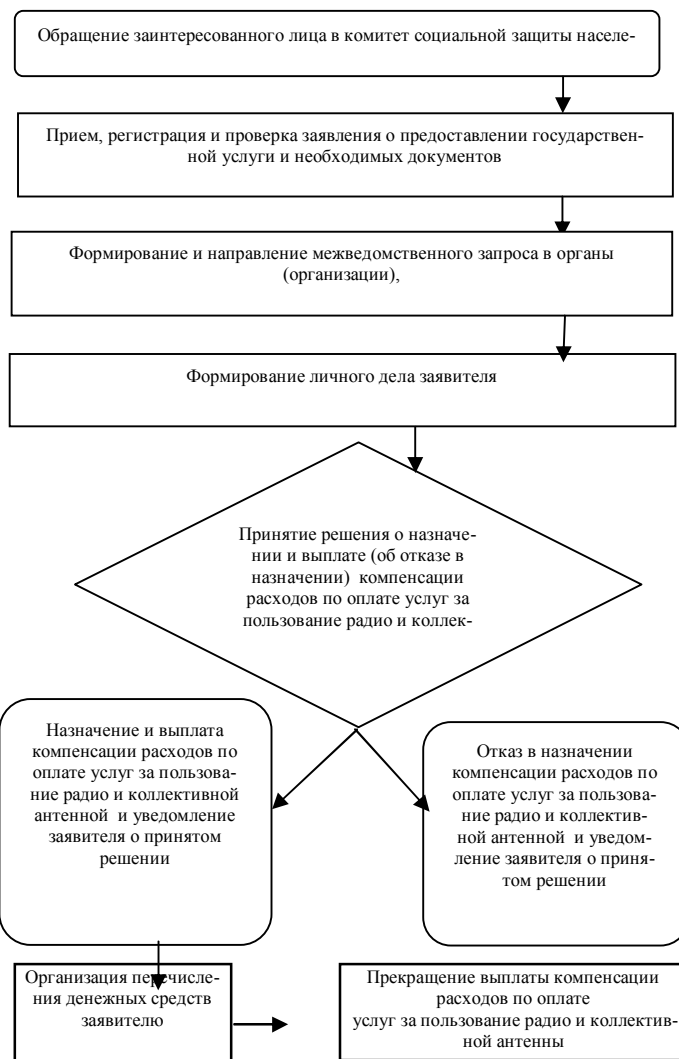 Обращение заинтересованного лица в комитет социальной защиты населе-
Прием, регистрация и проверка заявления о предоставлении государствен-
ной услуги и необходимых документов
Формирование и направление межведомственного запроса в органы
(организации),
Формирование личного дела заявителя
Принятие решения о назначе-
нии и выплате (об отказе в
назначении) компенсации
расходов по оплате услуг за
пользование радио и коллек-
Назначение и выплата
компенсации расходов по
оплате услуг за пользова-
ние радио и коллективной
антенной и уведомление
заявителя о принятом
решении
Отказ в назначении
компенсации расходов по
оплате услуг за пользова-
ние радио и коллектив-
ной антенной и уведом-
ление заявителя о приня-
том решении
Организация перечисле-
ния денежных средств
заявителю
Прекращение выплаты компенсации
расходов по оплате
услуг за пользование радио и коллектив-
ной антенны